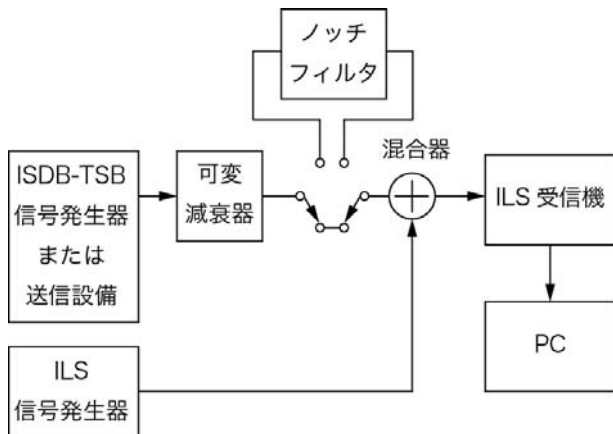 ノッチ
フィルタ
混合器
ISDB-TSB
信号発生器
または
送信設備
可変
減衰器
ILS 受信機
PC
ILS
信号発生器